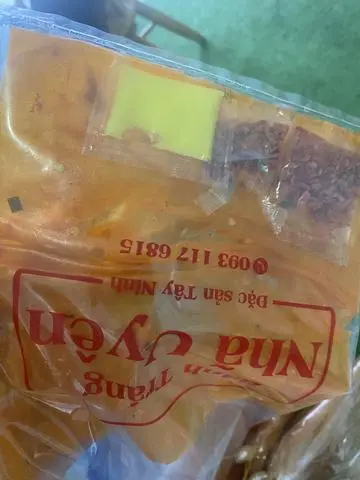 Bánh Tráng
Nhã Uyên
Đặc sản Tây Ninh
093 117 6815